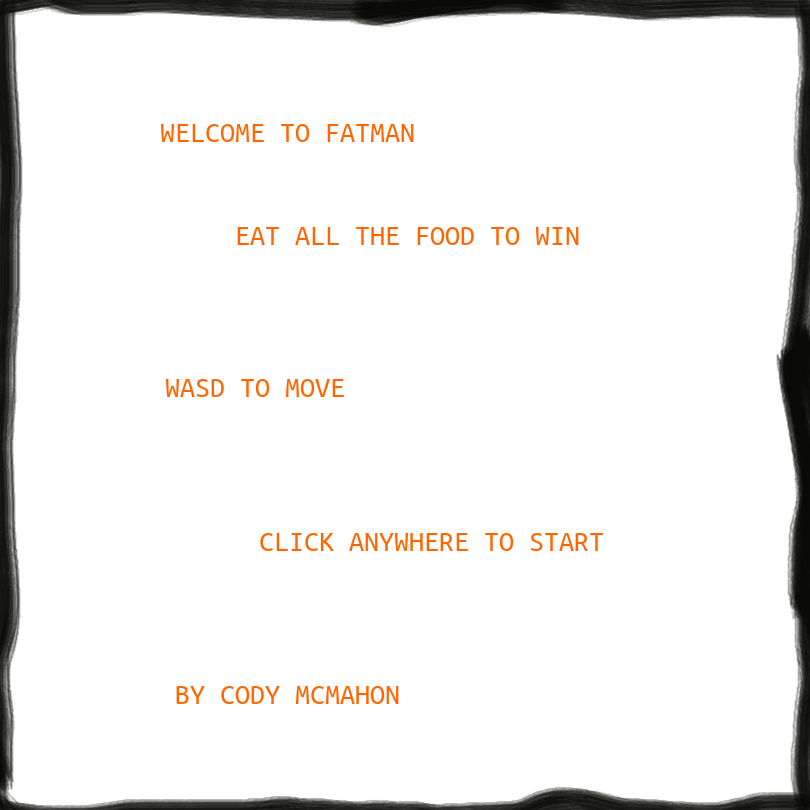 WELCOME TO FATMAN
EAT ALL THE FOOD TO WIN
WASD TO MOVE
CLICK ANYWHERE TO START
BY CODY MCMAHON